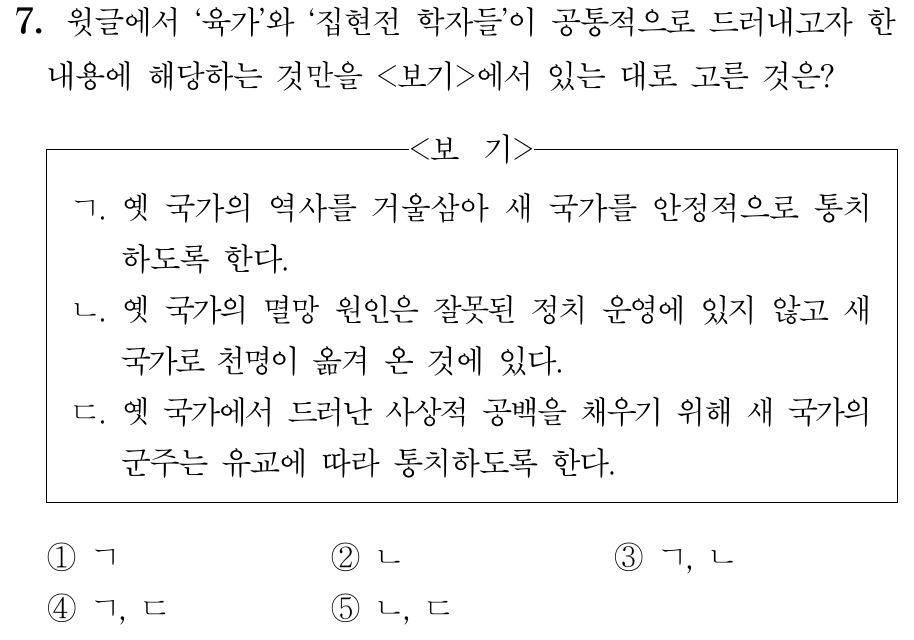 7. 윗글에서 ‘육가’와 ‘집현전 학자들’이 공통적으로 드러내고자 한
내용에 해당하는 것만을 <보기>에서 있는 대로 고른 것은?
<보 기>
ㄱ. 옛 국가의 역사를 거울삼아 새 국가를 안정적으로 통치
하도록 한다.
ㄴ. 옛 국가의 멸망 원인은 잘못된 정치 운영에 있지 않고 새
국가로 천명이 옮겨 온 것에 있다.
ㄷ. 옛 국가에서 드러난 사상적 공백을 채우기 위해 새 국가의
군주는 유교에 따라 통치하도록 한다.
① ㄱ ② ㄴ ③ ㄱ, ㄴ
④ ㄱ, ㄷ ⑤ ㄴ, ㄷ